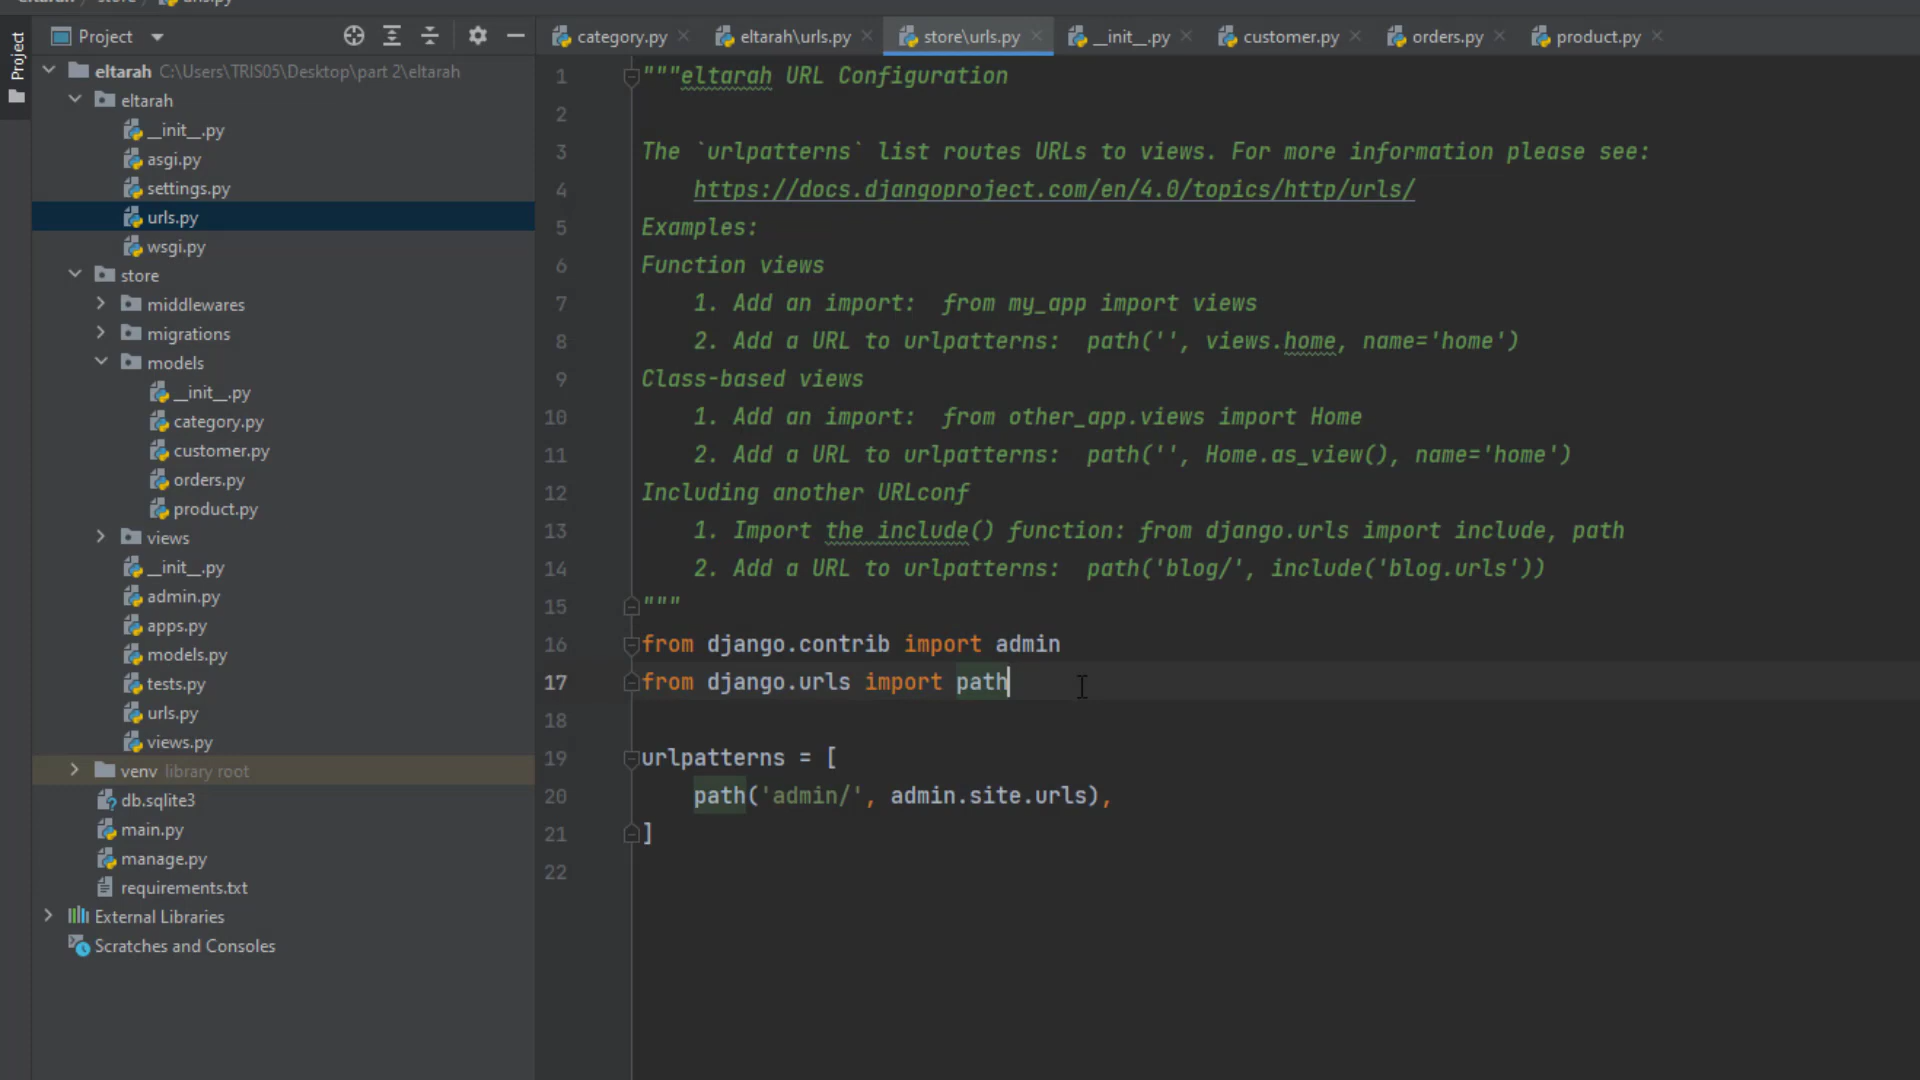 Project
Project
eltarah C:\Users\TRIS05\Desktop\part 2\eltarah
eltarah
__init__.py
asgi.py
settings.py
urls.py
wsgi.py
store
middlewares
migrations
models
__init__.py
category.py
customer.py
orders.py
product.py
views
__init__.py
admin.py
apps.py
models.py
tests.py
urls.py
views.py
venv library root
db.sqlite3
main.py
manage.py
requirements.txt
External Libraries
Scratches and Consoles
category.py eltarah\urls.py store\urls.py __init__.py customer.py orders.py product.py
1 """eltarah URL Configuration
2
3 The `urlpatterns` list routes URLs to views. For more information please see:
4 https://docs.djangoproject.com/en/4.0/topics/http/urls/
5 Examples:
6 Function views
7 1. Add an import:  from my_app import views
8 2. Add a URL to urlpatterns:  path('', views.home, name='home')
9 Class-based views
10 1. Add an import:  from other_app.views import Home
11 2. Add a URL to urlpatterns:  path('', Home.as_view(), name='home')
12 Including another URLconf
13 1. Import the include() function: from django.urls import include, path
14 2. Add a URL to urlpatterns:  path('blog/', include('blog.urls'))
15 """
16 from django.contrib import admin
17 from django.urls import path
18
19 urlpatterns = [
20 path('admin/', admin.site.urls),
21 ]
22